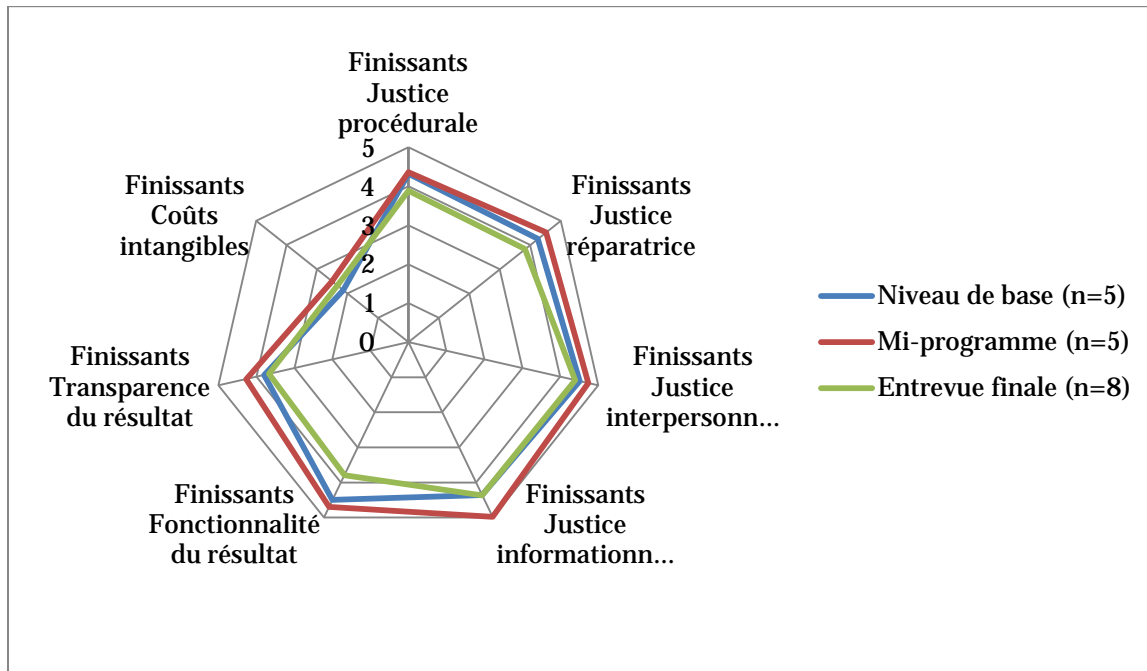 Finissants
Justice
procédurale
5
4
3
2
1
0
Finissants
Justice
réparatrice
Finissants
Justice
interpersonn...
Finissants
Justice
informationn...
Finissants
Fonctionnalité
du résultat
Finissants
Transparence
du résultat
Finissants
Coûts
intangibles
Niveau de base (n=5)
Mi-programme (n=5)
Entrevue finale (n=8)